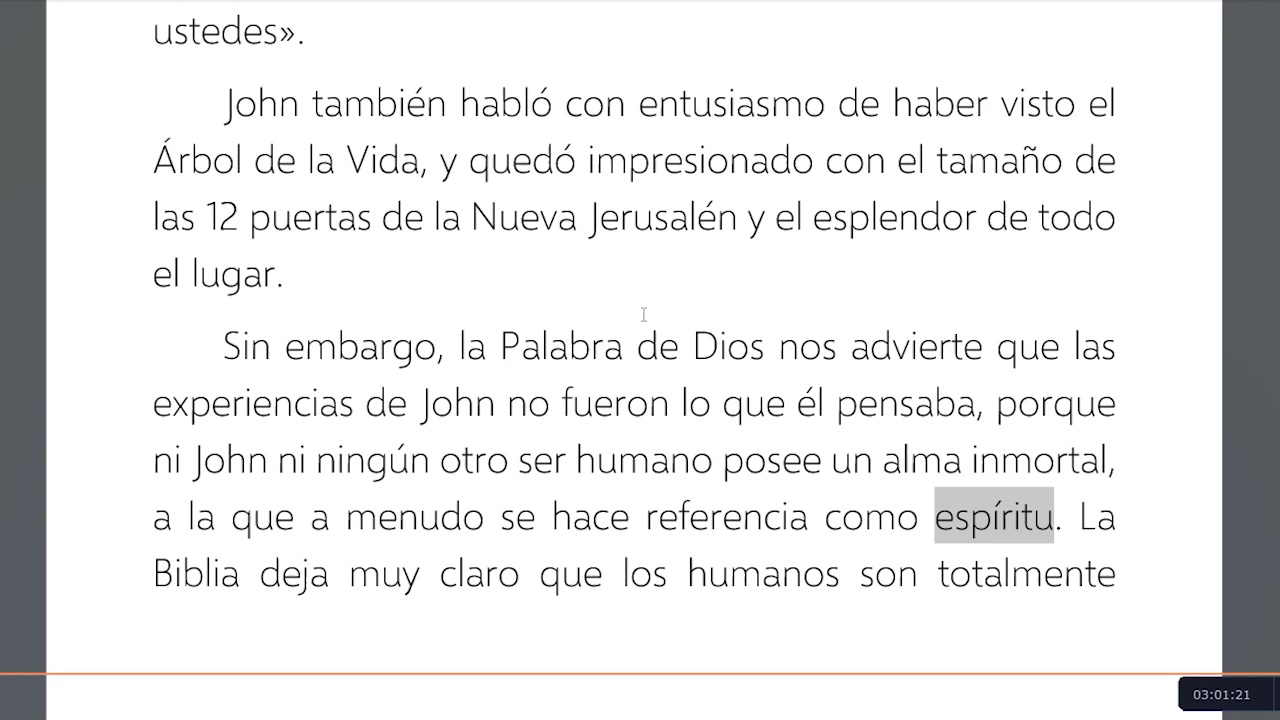 ustedes».
John también habló con entusiasmo de haber visto el
Árbol de la Vida, y quedó impresionado con el tamaño de
las 12 puertas de la Nueva Jerusalén y el esplendor de todo
el lugar.
Sin embargo, la Palabra de Dios nos advierte que las
experiencias de John no fueron lo que él pensaba, porque
ni John ni ningún otro ser humano posee un alma inmortal,
a la que a menudo se hace referencia como espíritu. La
Biblia deja muy claro que los humanos son totalmente
03:01:21